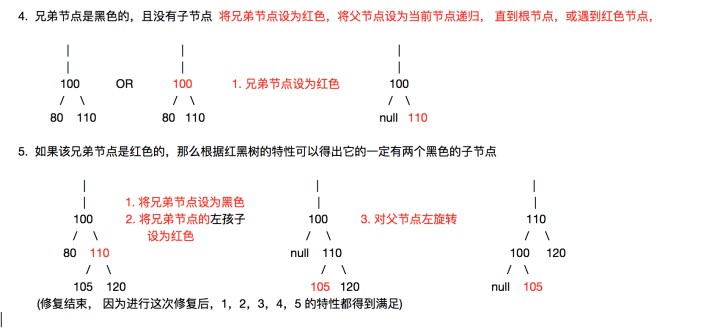 4. 兄弟节点是黑色的，且没有子节点 将兄弟节点设为红色，将父节点设为当前节点递归， 直到根节点，或遇到红色节点，
100 OR 100 1. 兄弟节点设为红色 100
80 110 80 110 null 110
5. 如果该兄弟节点是红色的，那么根据红黑树的特性可以得出它的一定有两个黑色的子节点
1. 将兄弟节点设为黑色
100 2. 将兄弟节点的左孩子 100 3. 对父节点左旋转 110
设为红色
80 110 null 110 100 120
105 120 105 120 null 105
(修复结束， 因为进行这次修复后，1，2，3，4，5 的特性都得到满足)